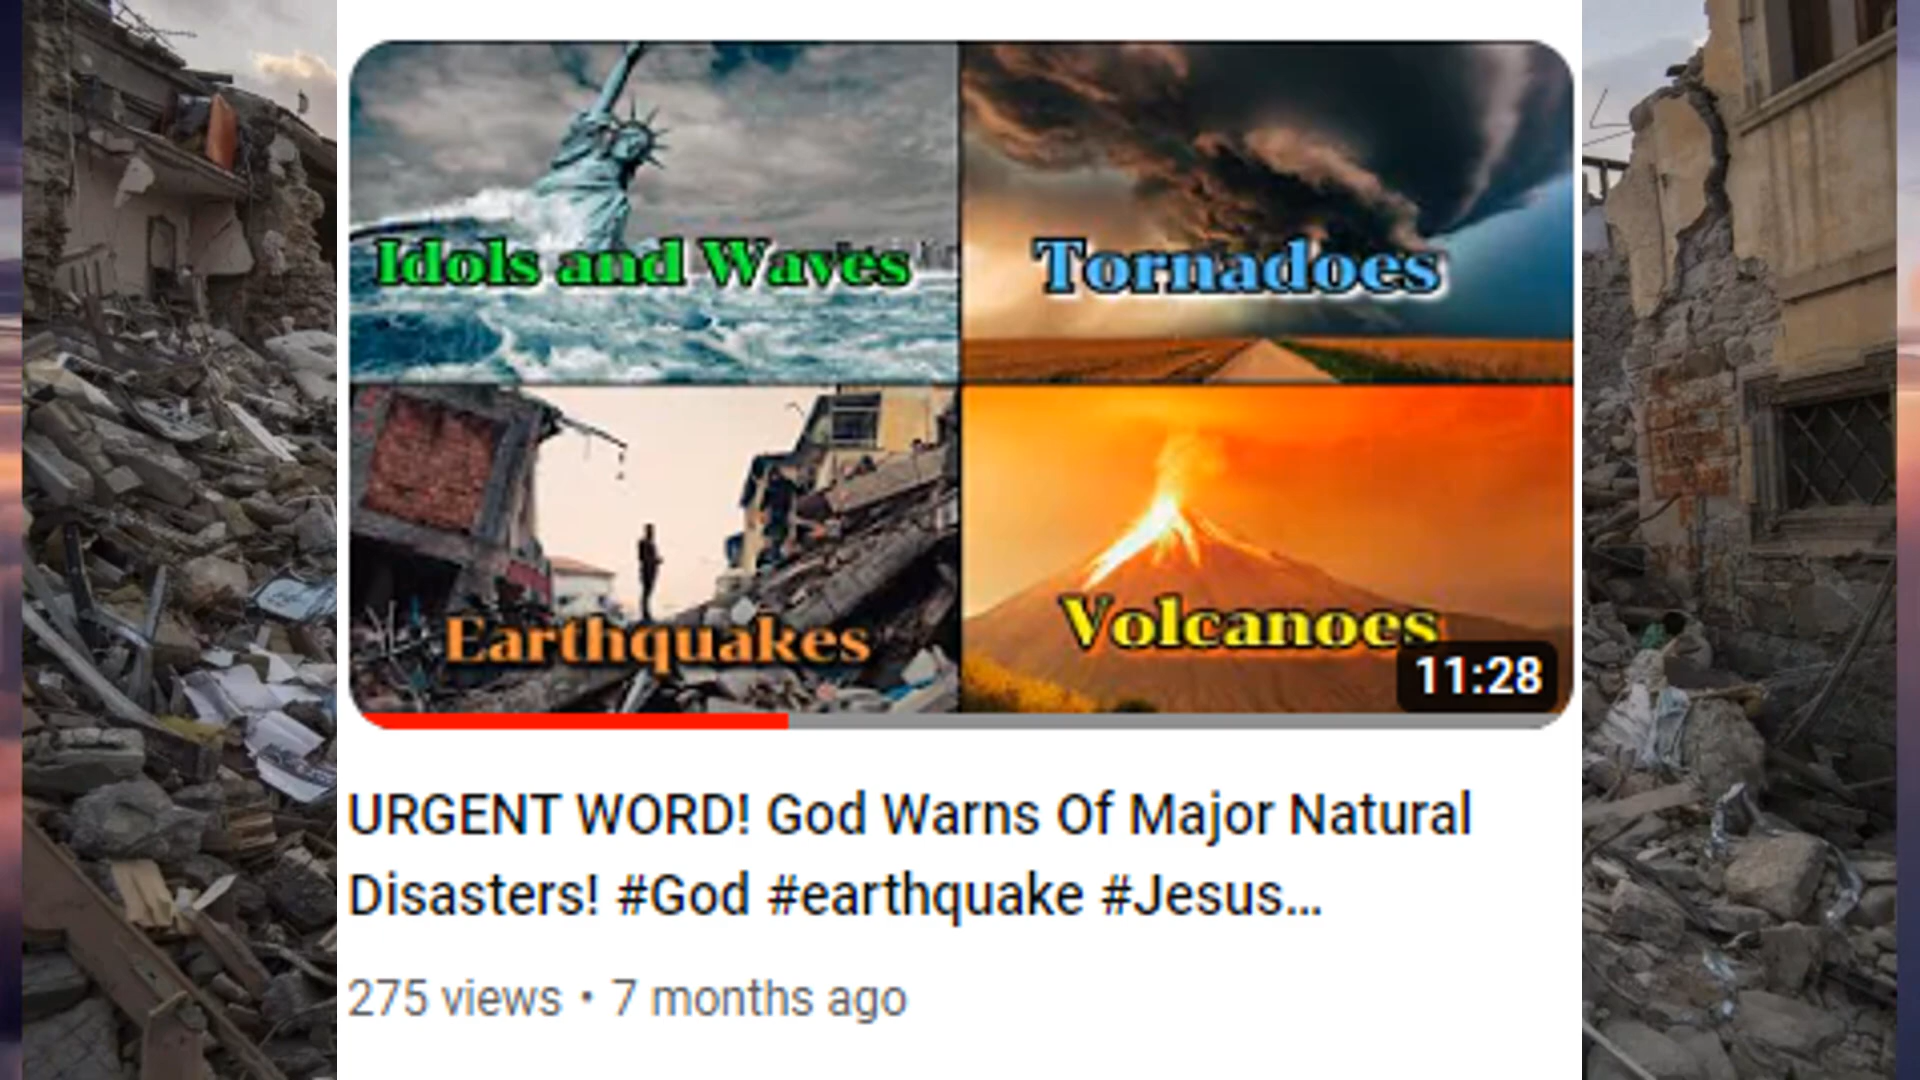 Idols and Waves
Tornadoes
Earthquakes
Volcanoes
11:28
URGENT WORD! God Warns Of Major Natural
Disasters! #God #earthquake #Jesus...
275 views • 7 months ago